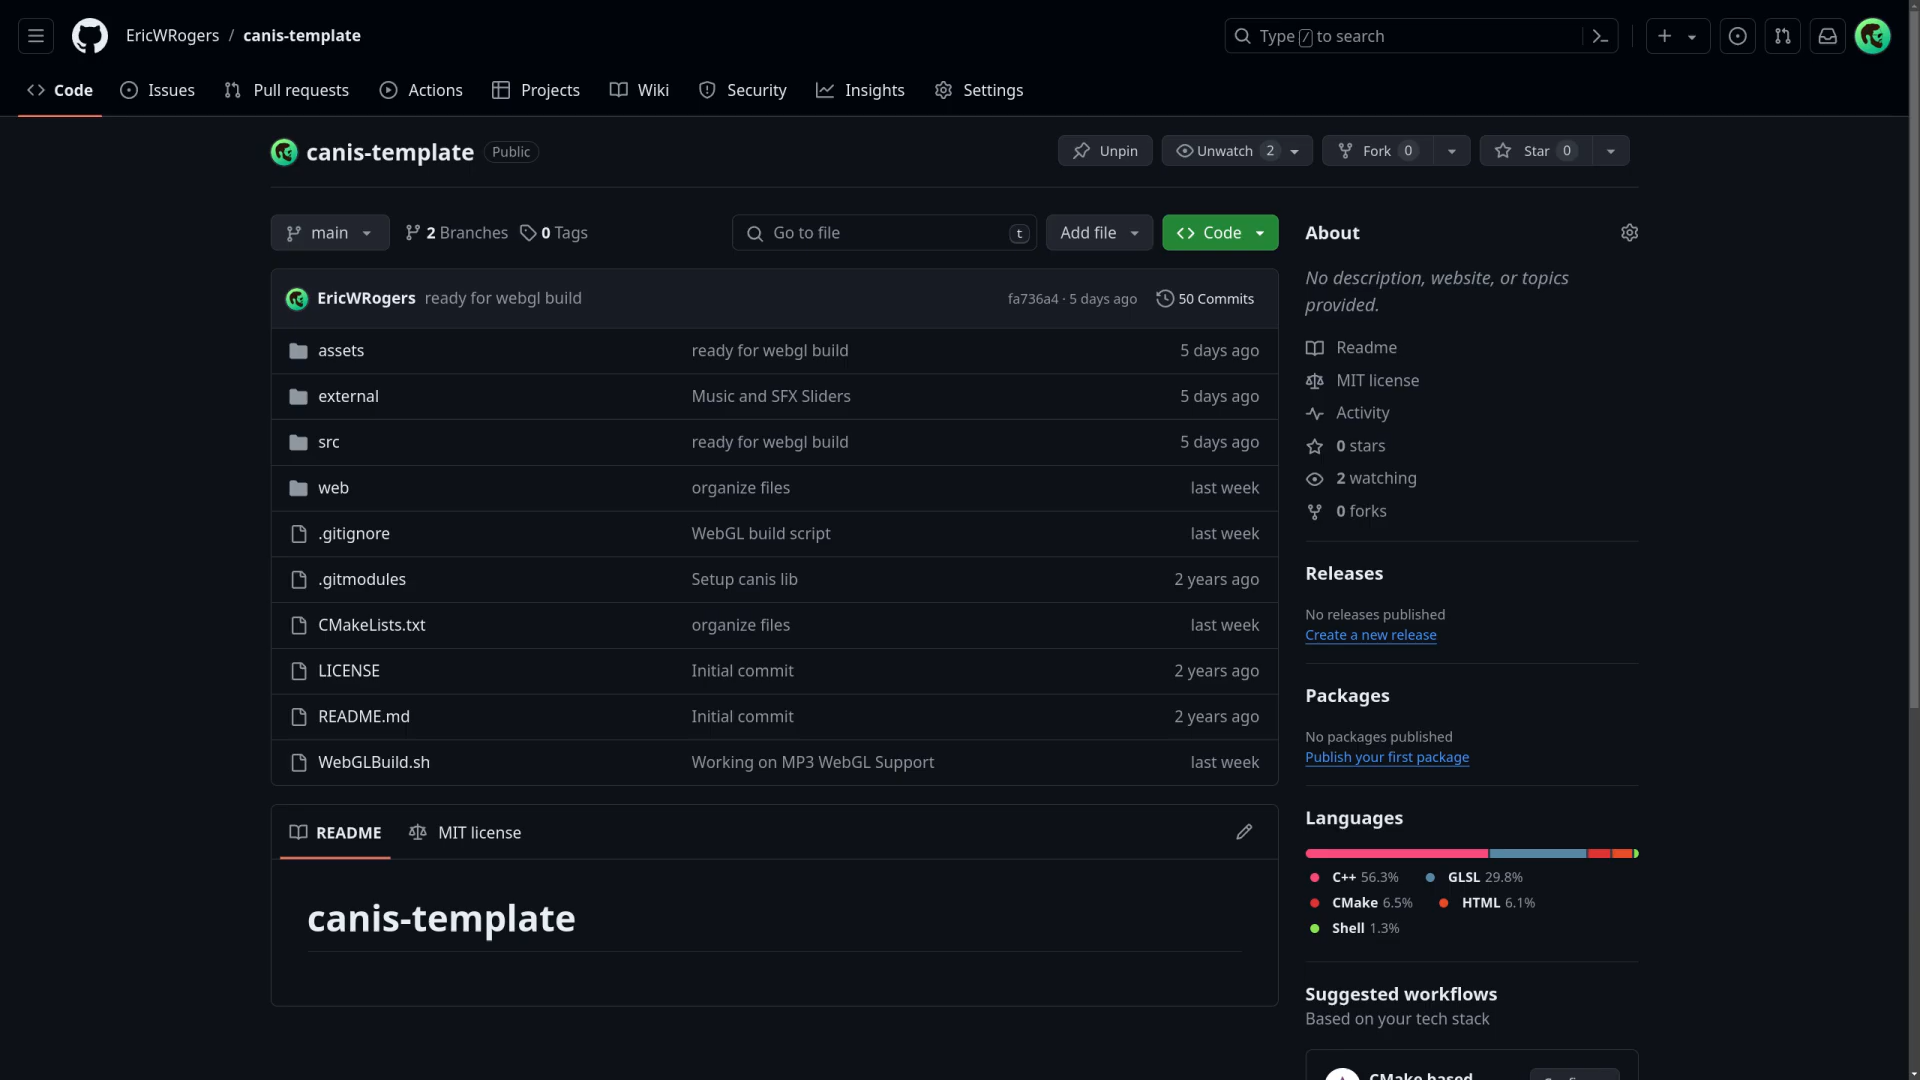 EricWRogers / canis-template
Type / to search
Code Issues Pull requests Actions Projects Wiki Security Insights Settings
canis-template Public
Unpin Unwatch 2 Fork 0 Star 0
main 2 Branches 0 Tags
Go to file t Add file Code
EricWRogers ready for webgl build fa736a4 · 5 days ago 50 Commits
assets ready for webgl build 5 days ago
external Music and SFX Sliders 5 days ago
src ready for webgl build 5 days ago
web organize files last week
.gitignore WebGL build script last week
.gitmodules Setup canis lib 2 years ago
CMakeLists.txt organize files last week
LICENSE Initial commit 2 years ago
README.md Initial commit 2 years ago
WebGLBuild.sh Working on MP3 WebGL Support last week
README MIT license
canis-template
About
No description, website, or topics
provided.
Readme
MIT license
Activity
0 stars
2 watching
0 forks
Releases
No releases published
Create a new release
Packages
No packages published
Publish your first package
Languages
C++ 56.3% GLSL 29.8%
CMake 6.5% HTML 6.1%
Shell 1.3%
Suggested workflows
Based on your tech stack
CMake based